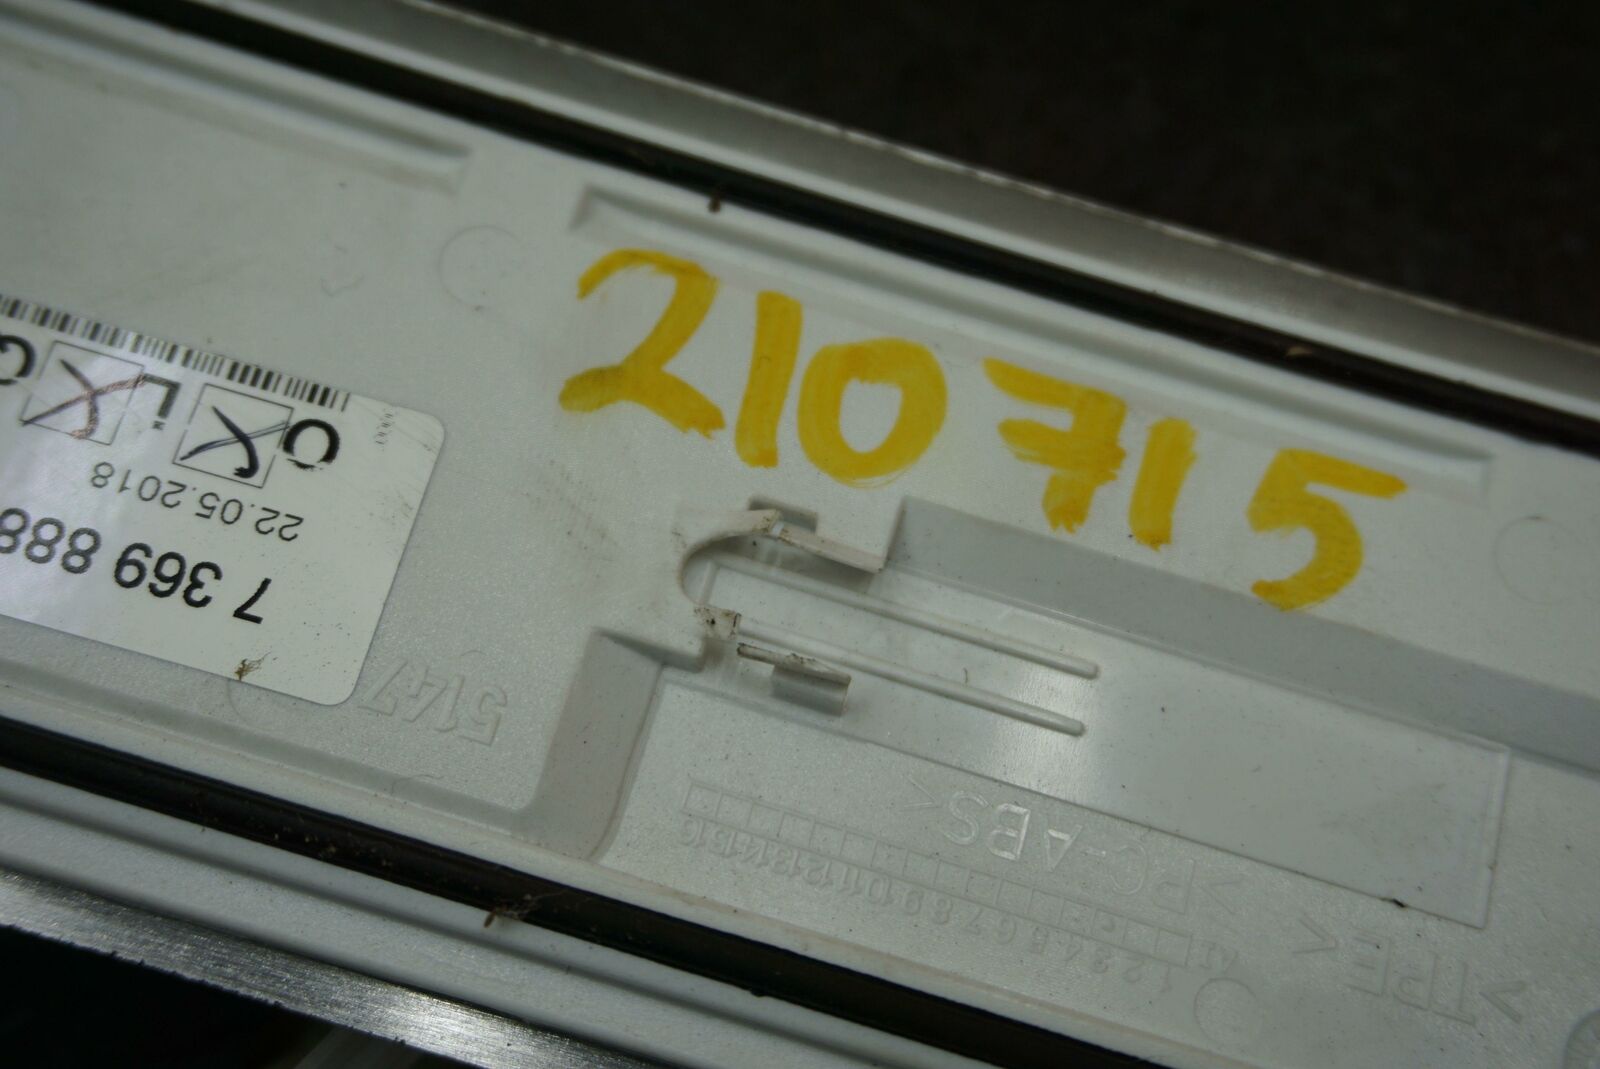 210715
7 369 888
22.05.2018
O
L
5147
>PC-ABS<
>TPE<